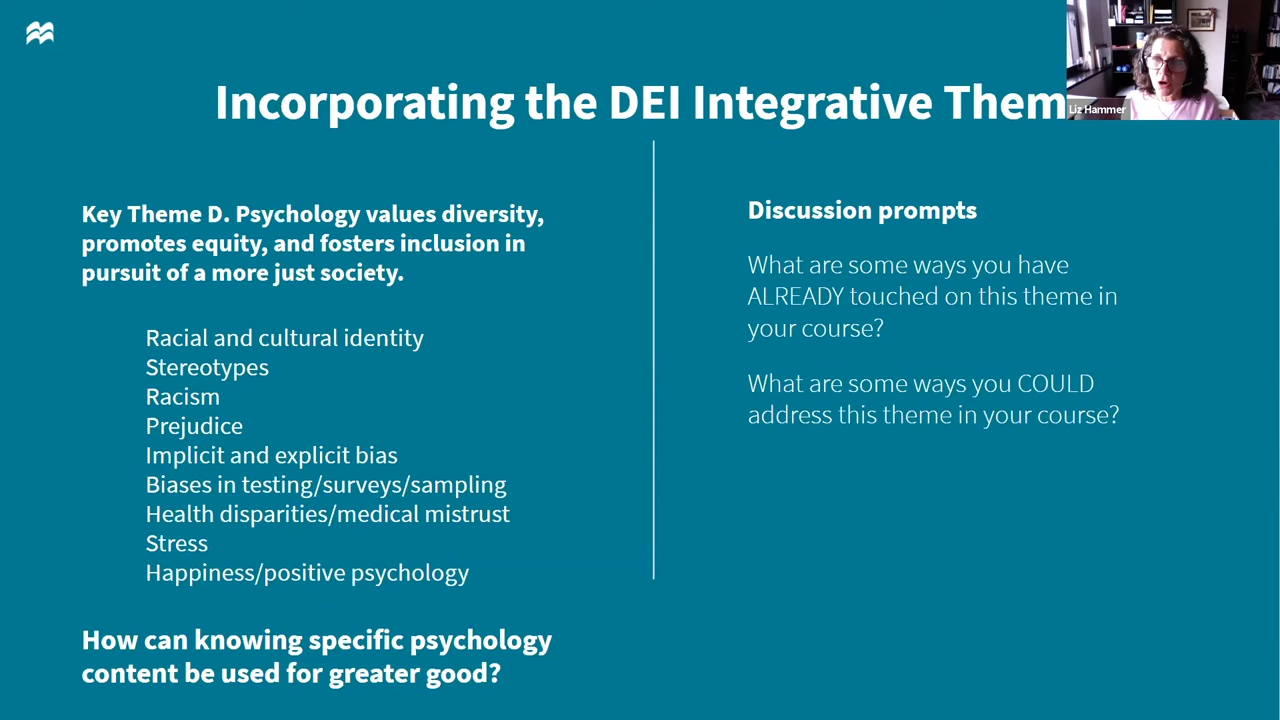 Incorporating the DEI Integrative Them
Liz Hammer
Key Theme D. Psychology values diversity,
promotes equity, and fosters inclusion in
pursuit of a more just society.
Racial and cultural identity
Stereotypes
Racism
Prejudice
Implicit and explicit bias
Biases in testing/surveys/sampling
Health disparities/medical mistrust
Stress
Happiness/positive psychology
How can knowing specific psychology
content be used for greater good?
Discussion prompts
What are some ways you have
ALREADY touched on this theme in
your course?
What are some ways you COULD
address this theme in your course?